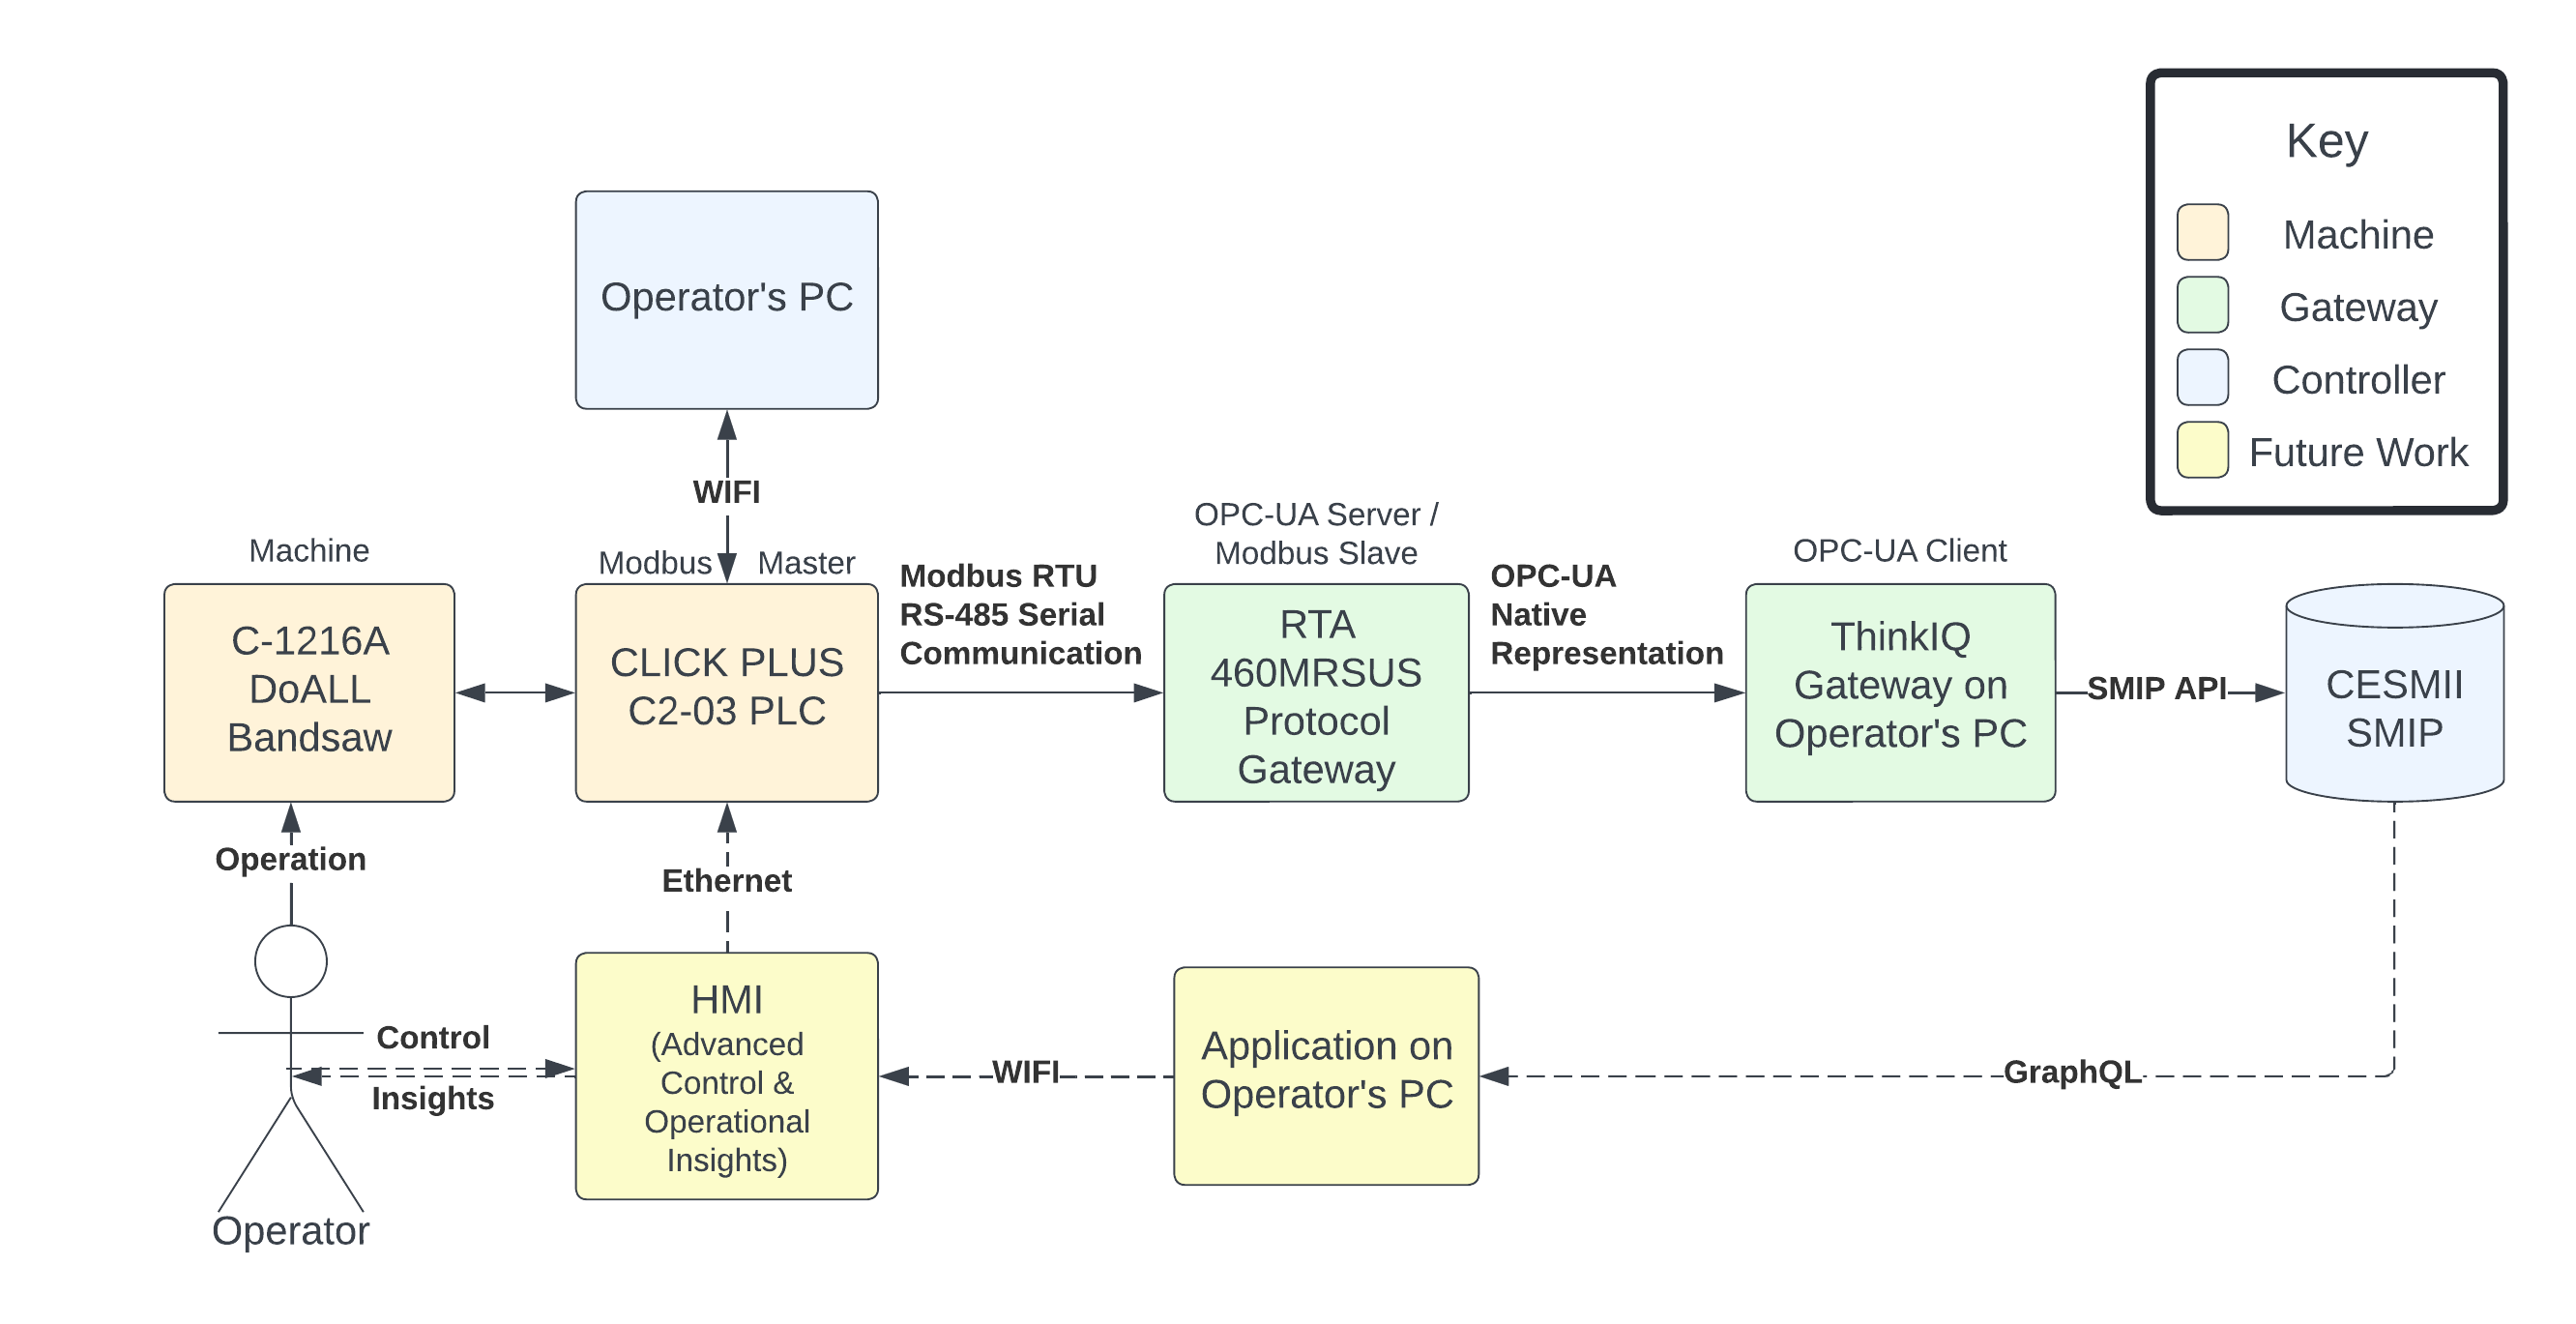 Key
Machine
Gateway
Controller
Future Work
Operator's PC
WIFI
Machine
C-1216A
DoALL
Bandsaw
Modbus Master
CLICK PLUS
C2-03 PLC
Modbus RTU
RS-485 Serial
Communication
OPC-UA Server /
Modbus Slave
RTA
460MRSUS
Protocol
Gateway
OPC-UA
Native
Representation
OPC-UA Client
ThinkIQ
Gateway on
Operator's PC
SMIP API
CESMII
SMIP
Operation
Ethernet
Control
Insights
Operator
HMI
(Advanced
Control &
Operational
Insights)
WIFI
Application on
Operator's PC
GraphQL